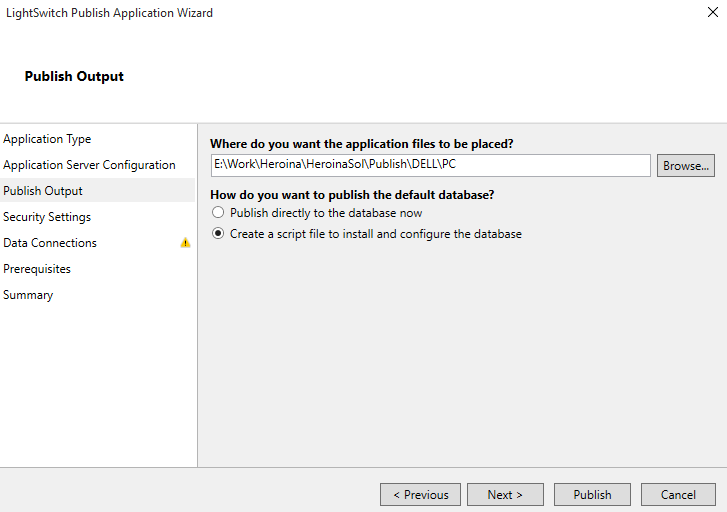 LightSwitch Publish Application Wizard
Publish Output
Application Type
Application Server Configuration
Publish Output
Security Settings
Data Connections
Prerequisites
Summary
Where do you want the application files to be placed?
E:\Work\Heroina\HeroinaSol\Publish\DELL\PC
Browse...
How do you want to publish the default database?
Publish directly to the database now
Create a script file to install and configure the database
< Previous
Next >
Publish
Cancel